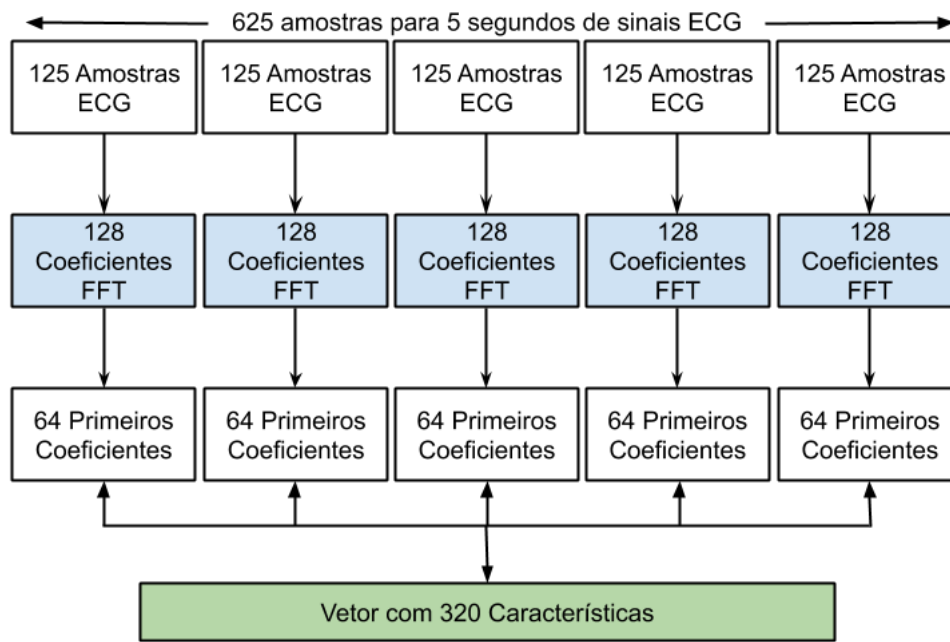 625 amostras para 5 segundos de sinais ECG
125 Amostras
ECG
125 Amostras
ECG
125 Amostras
ECG
125 Amostras
ECG
125 Amostras
ECG
128
Coeficientes
FFT
128
Coeficientes
FFT
128
Coeficientes
FFT
128
Coeficientes
FFT
128
Coeficientes
FFT
64 Primeiros
Coeficientes
64 Primeiros
Coeficientes
64 Primeiros
Coeficientes
64 Primeiros
Coeficientes
64 Primeiros
Coeficientes
Vetor com 320 Característicias